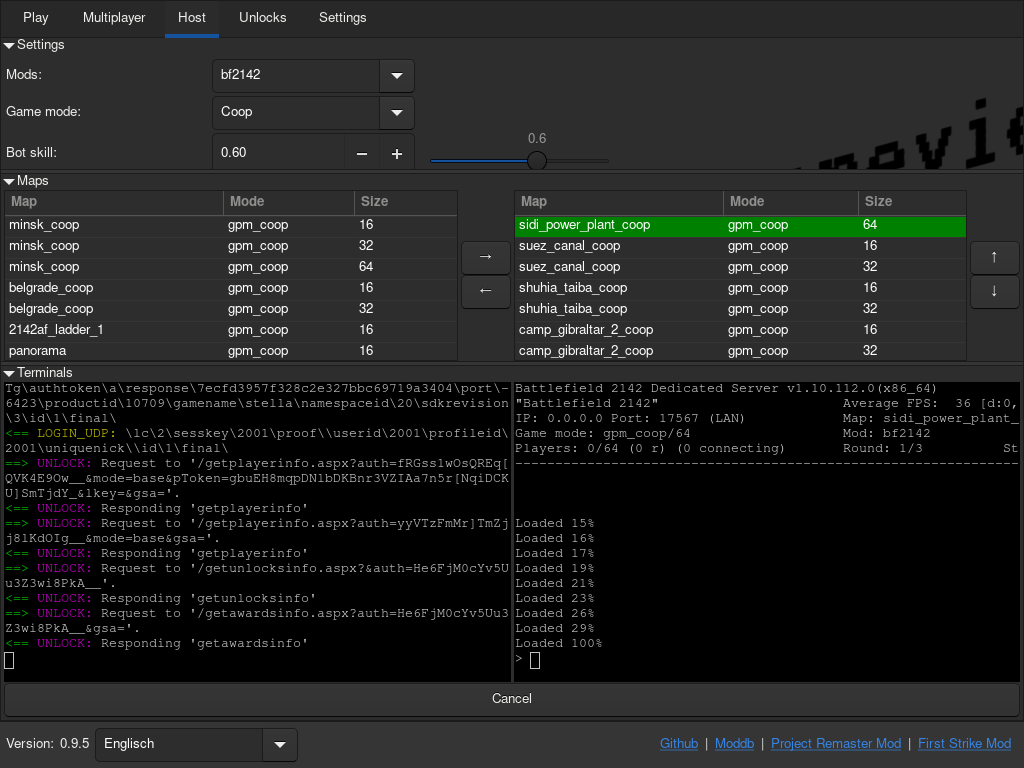 Play Multiplayer Host Unlocks Settings
Settings
Mods: bf2142
Game mode: Coop
Bot skill: 0.60 − + 0.6
Maps
Map Mode Size
minsk_coop gpm_coop 16
minsk_coop gpm_coop 32
minsk_coop gpm_coop 64
belgrade_coop gpm_coop 16
belgrade_coop gpm_coop 32
2142af_ladder_1 gpm_coop 16
panorama gpm_coop 16
→
←
Map Mode Size
sidi_power_plant_coop gpm_coop 64
suez_canal_coop gpm_coop 16
suez_canal_coop gpm_coop 32
shuhia_taiba_coop gpm_coop 16
shuhia_taiba_coop gpm_coop 32
camp_gibraltar_2_coop gpm_coop 16
camp_gibraltar_2_coop gpm_coop 32
↑
↓
Terminals
Tg\authtoken\a\response\7ecfd3957f328c2e327bbc69719a3404\port\-
6423\productid\10709\gamename\stella\namespaceid\20\sdkrevision
\3\id\1\final\
<== LOGIN_UDP: \lc\2\sesskey\2001\proof\\userid\2001\profileid\
2001\uniquenick\\id\1\final\
==> UNLOCK: Request to '/getplayerinfo.aspx?auth=fRGss1wOsQREq[
QVK4E9Ow__&mode=base&pToken=gbuEH8mqpDNlbDKBnr3VZIAa7n5r[NqiDCK
U]SmTjdY_&lkey=&gsa='.
<== UNLOCK: Responding 'getplayerinfo'
==> UNLOCK: Request to '/getplayerinfo.aspx?auth=yyVTzFmMr]TmZj
j8lKdOIg__&mode=base&gsa='.
<== UNLOCK: Responding 'getplayerinfo'
==> UNLOCK: Request to '/getunlocksinfo.aspx?&auth=He6FjM0cYv5U
u3Z3wi8PkA__'.
<== UNLOCK: Responding 'getunlocksinfo'
==> UNLOCK: Request to '/getawardsinfo.aspx?auth=He6FjM0cYv5Uu3
Z3wi8PkA__&gsa='.
<== UNLOCK: Responding 'getawardsinfo'
Battlefield 2142 Dedicated Server v1.10.112.0(x86_64)
"Battlefield 2142" Average FPS: 36 [d:0,
IP: 0.0.0.0 Port: 17567 (LAN) Map: sidi_power_plant_
Game mode: gpm_coop/64 Mod: bf2142
Players: 0/64 (0 r) (0 connecting) Round: 1/3 St
----------------------------------------------------------------
Loaded 15%
Loaded 16%
Loaded 17%
Loaded 19%
Loaded 21%
Loaded 23%
Loaded 26%
Loaded 29%
Loaded 100%
>
Cancel
Version: 0.9.5 Englisch Github | Moddb | Project Remaster Mod | First Strike Mod